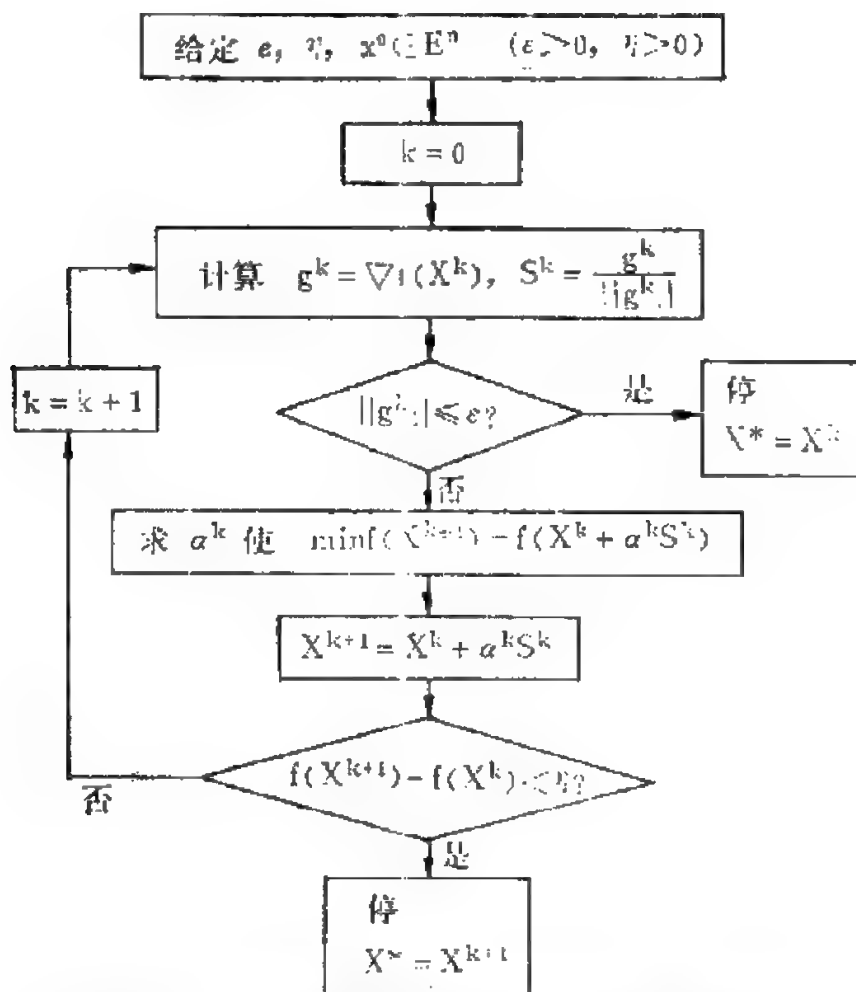 给定 e, η, x⁰∈Eⁿ (ε>0, η>0)
k = 0
计算 gᵏ = ▽f(Xᵏ), Sᵏ = gᵏ / ||gᵏ||
k = k + 1
||gᵏ|| ≤ ε?
是
停
X* = Xᵏ
否
求 αᵏ 使 minf(Xᵏ⁺¹) = f(Xᵏ + αᵏSᵏ)
Xᵏ⁺¹ = Xᵏ + αᵏSᵏ
f(Xᵏ⁺¹) - f(Xᵏ) < η?
否
是
停
X* = Xᵏ⁺¹